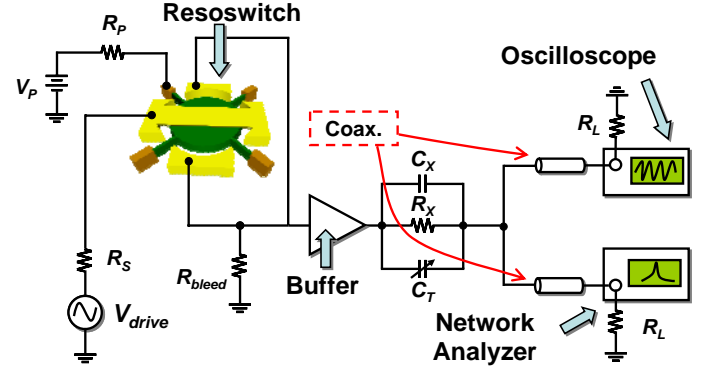 Resoswitch
R_P
Oscilloscope
V_P
R_L
Coax.
C_X
R_X
R_S
R_bleed
Buffer
C_T
V_drive
Network
Analyzer
R_L